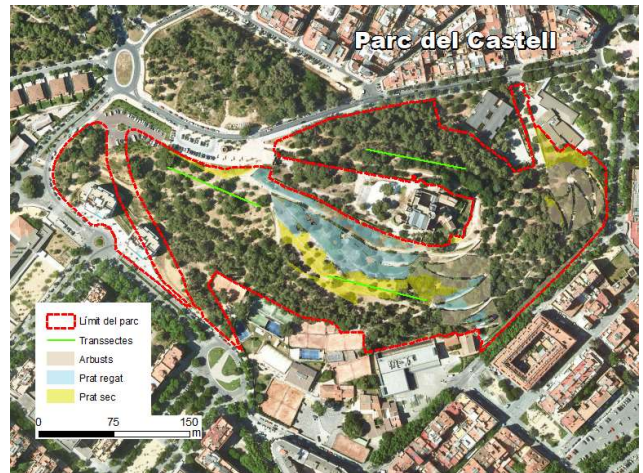 Parc del Castell
Límit del parc
Transsectes
Arbusts
Prat regat
Prat sec
0 75 150
m